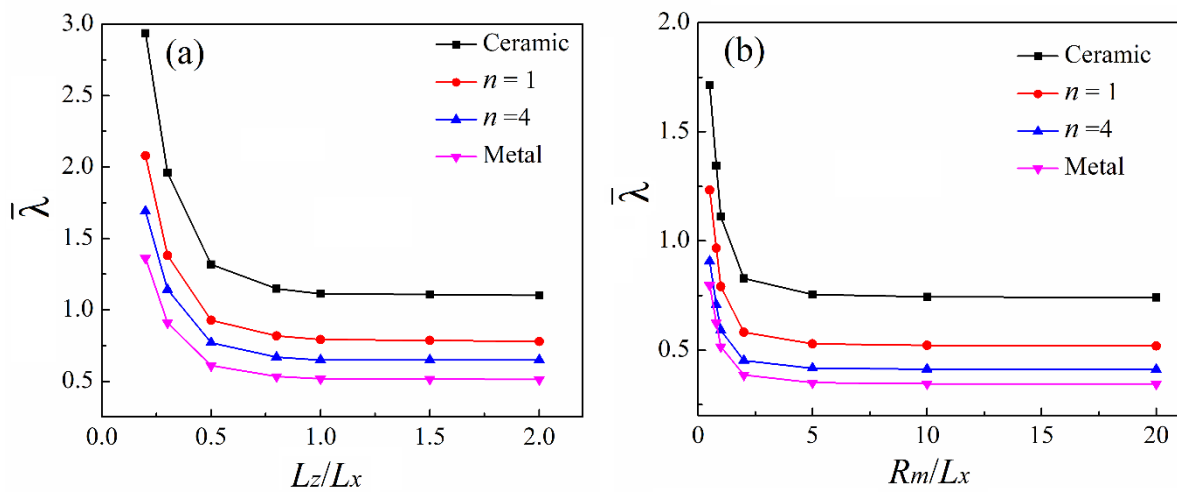 (a)
Ceramic
n = 1
n =4
Metal
3.0
2.5
2.0
1.5
1.0
0.5
λ̄
0.0
0.5
1.0
1.5
2.0
Lz/Lx
(b)
Ceramic
n = 1
n =4
Metal
2.0
1.5
1.0
0.5
λ̄
0
5
10
15
20
Rm/Lx